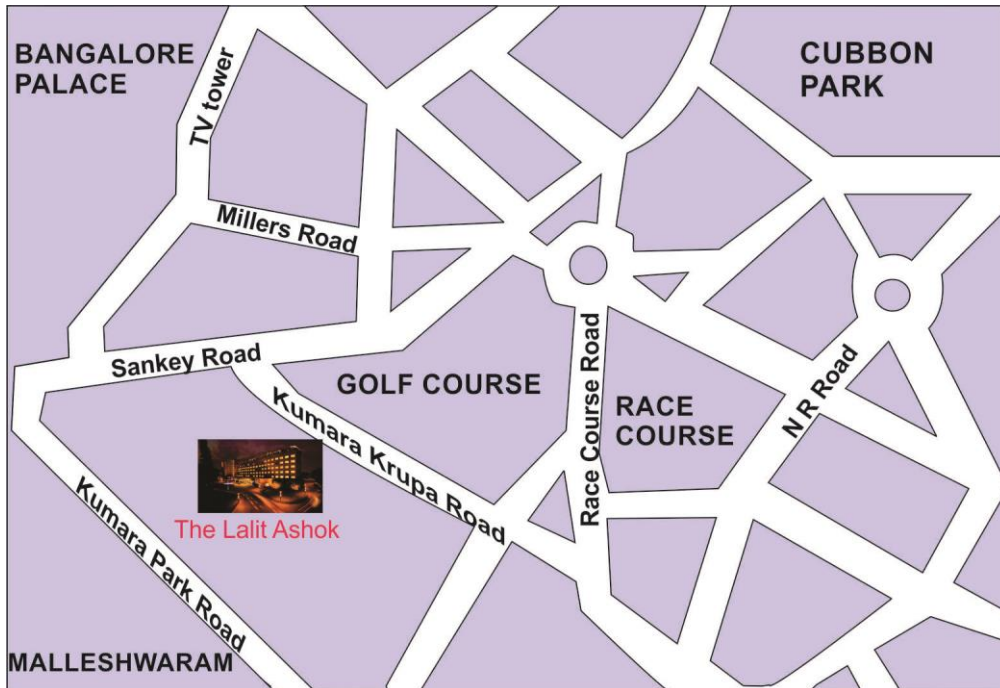 BANGALORE
PALACE
TV tower
CUBBON
PARK
Millers Road
Sankey Road
GOLF COURSE
Race Course Road
RACE
COURSE
N R Road
Kumara Krupa Road
The Lalit Ashok
Kumara Park Road
MALLESHWARAM